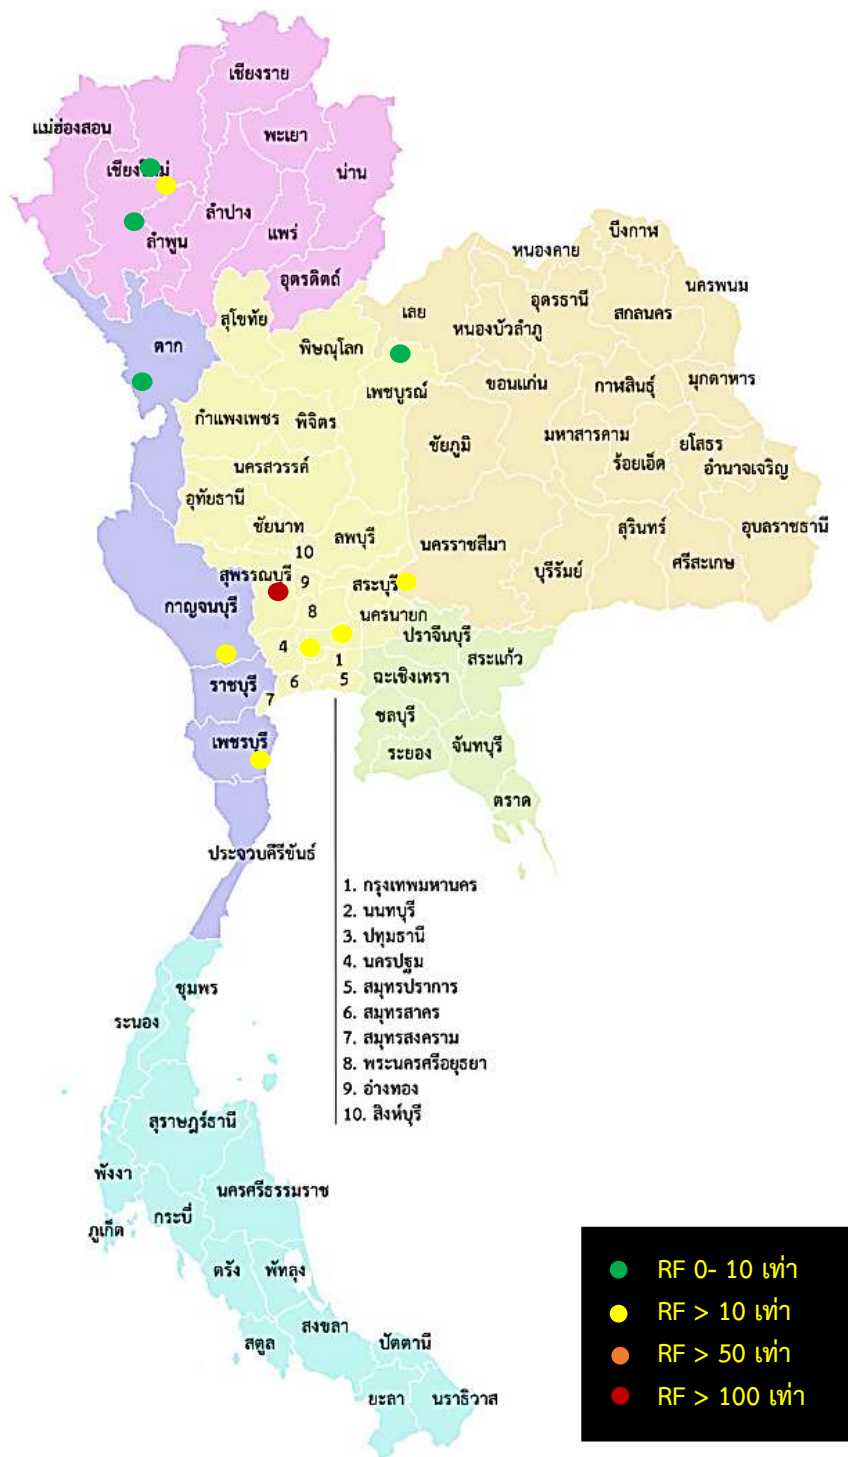 เชียงราย
แม่ฮ่องสอน
พะเยา
เชียงใหม่
น่าน
ลำปาง
ลำพูน
แพร่
อุตรดิตถ์
บึงกาฬ
หนองคาย
นครพนม
อุดรธานี
สกลนคร
เลย
หนองบัวลำภู
สุโขทัย
ตาก
พิษณุโลก
เพชบูรณ์
ขอนแก่น
กาฬสินธุ์
มุกดาหาร
กำแพงเพชร
พิจิตร
ชัยภูมิ
มหาสารคาม
ยโสธร
ร้อยเอ็ด
อำนาจเจริญ
นครสวรรค์
อุทัยธานี
ชัยนาท
ลพบุรี
นครราชสีมา
สุรินทร์
อุบลราชธานี
10
บุรีรัมย์
ศรีสะเกษ
สุพรรณบุรี
9
สระบุรี
กาญจนบุรี
8
นครนายก
ปราจีนบุรี
4
1
สระแก้ว
ราชบุรี
6
5
ฉะเชิงเทรา
7
ชลบุรี
เพชรบุรี
ระยอง
จันทบุรี
ตราด
ประจวบคีรีขันธ์
1. กรุงเทพมหานคร
2. นนทบุรี
3. ปทุมธานี
4. นครปฐม
5. สมุทรปราการ
6. สมุทรสาคร
7. สมุทรสงคราม
8. พระนครศรีอยุธยา
9. อ่างทอง
10. สิงห์บุรี
ชุมพร
ระนอง
สุราษฎร์ธานี
พังงา
นครศรีธรรมราช
กระบี่
ภูเก็ต
ตรัง
พัทลุง
สงขลา
สตูล
ปัตตานี
ยะลา
นราธิวาส
RF 0- 10 เท่า
RF > 10 เท่า
RF > 50 เท่า
RF > 100 เท่า